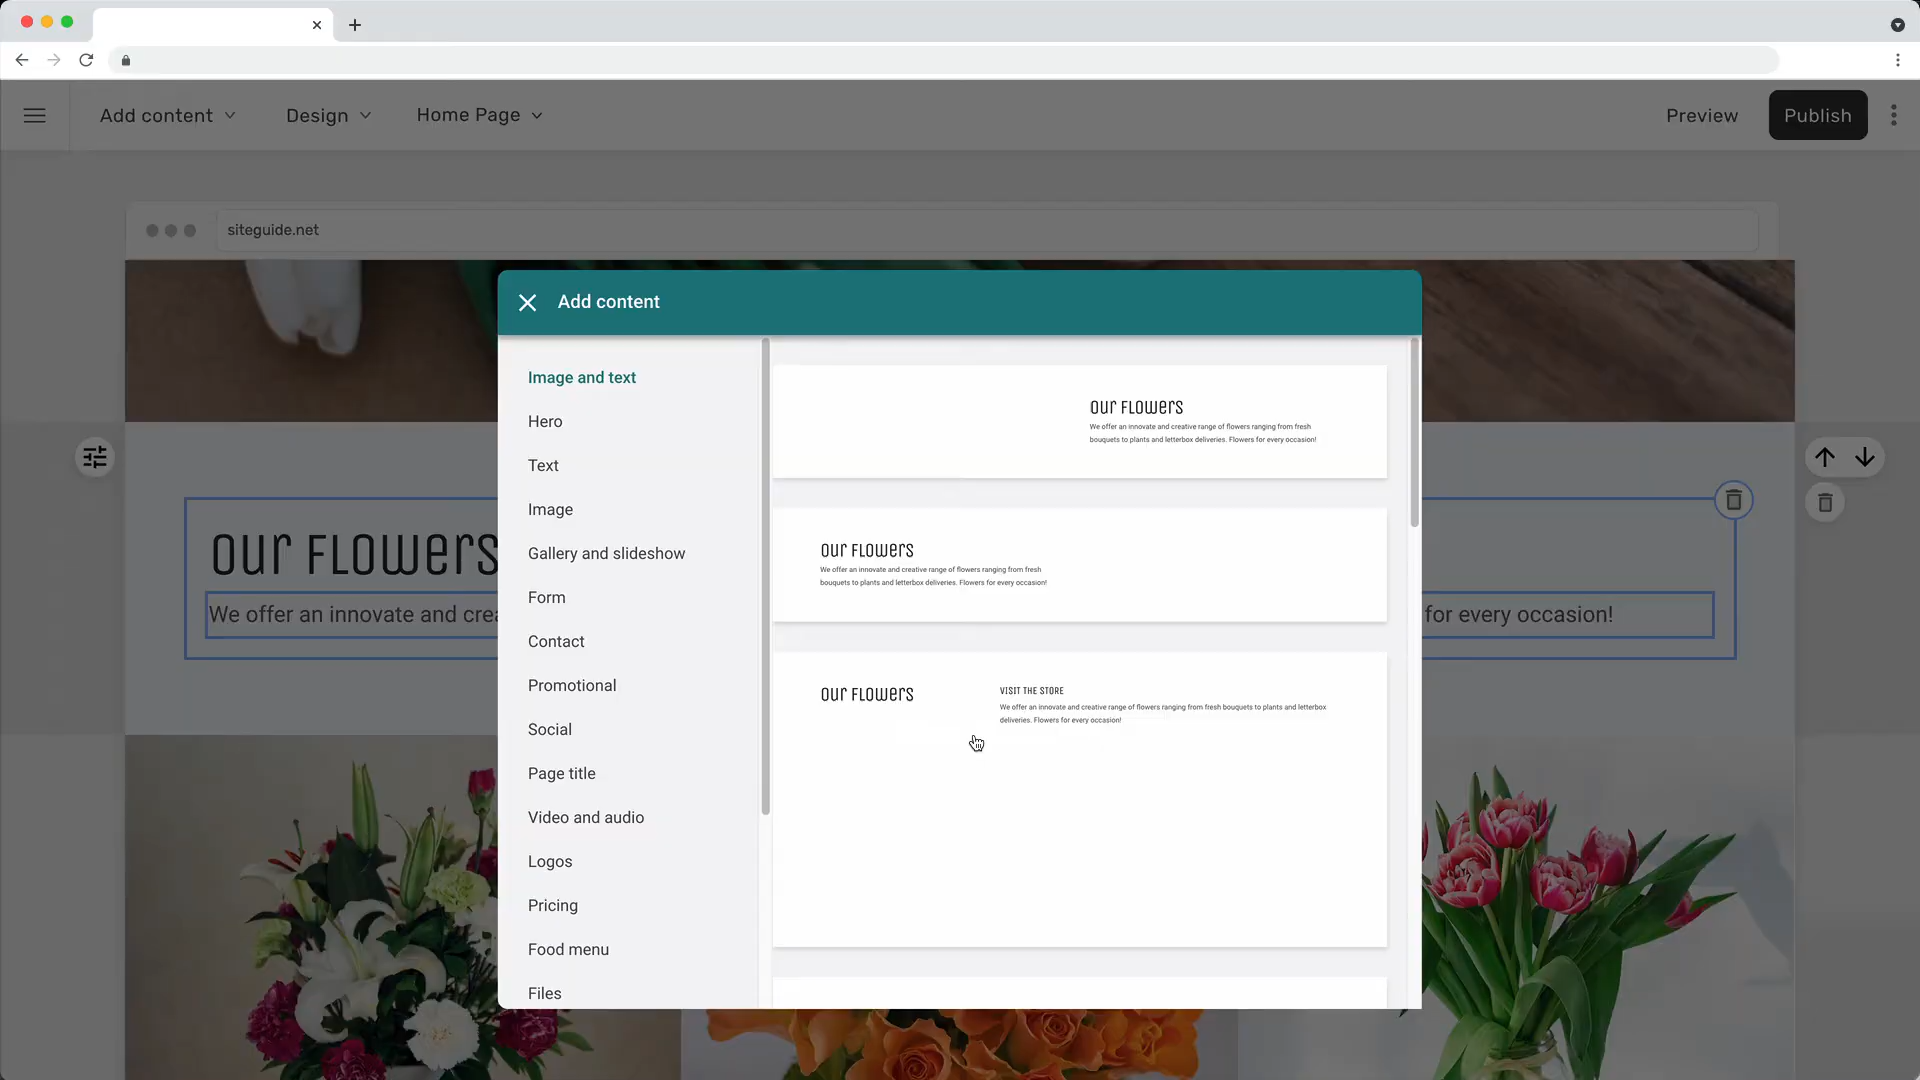 Add content
Design
Home Page
Preview
Publish
siteguide.net
Add content
Image and text
Hero
Text
Image
Gallery and slideshow
Form
Contact
Promotional
Social
Page title
Video and audio
Logos
Pricing
Food menu
Files
our FLOWERS
We offer an innovate and creative range of flowers ranging from fresh
bouquets to plants and letterbox deliveries. Flowers for every occasion!
our FLOWERS
We offer an innovate and creative range of flowers ranging from fresh
bouquets to plants and letterbox deliveries. Flowers for every occasion!
our FLOWERS
VISIT THE STORE
We offer an innovate and creative range of flowers ranging from fresh bouquets to plants and letterbox
deliveries. Flowers for every occasion!
our FLOWERS
We offer an innovate and crea
for every occasion!